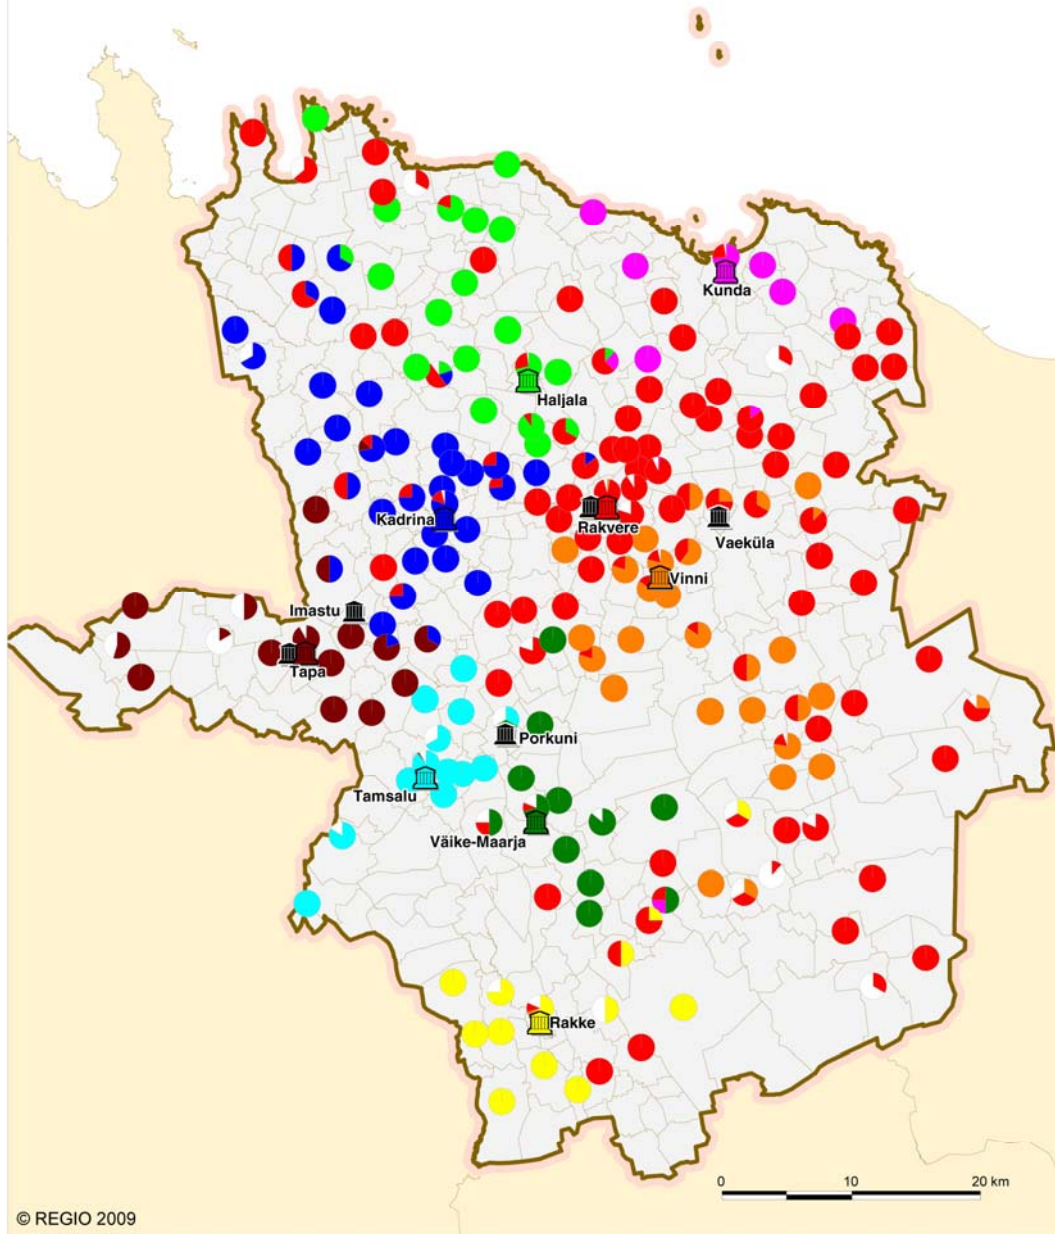 Kunda
Haljala
Kadrina
Rakvere
Vaeküla
Vinni
Imastu
Tapa
Porkuni
Tamsalu
Väike-Maarja
Rakke
0 10 20 km
© REGIO 2009